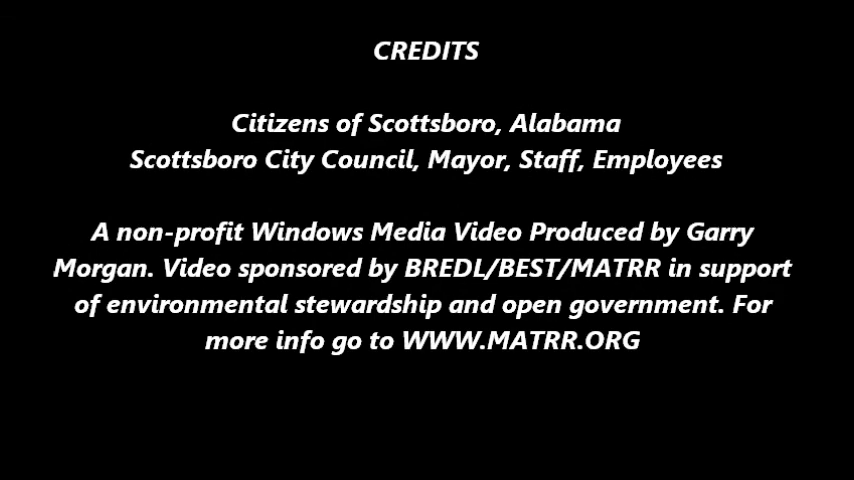 CREDITS
Citizens of Scottsboro, Alabama
Scottsboro City Council, Mayor, Staff, Employees
A non-profit Windows Media Video Produced by Garry
Morgan. Video sponsored by BREDL/BEST/MATRR in support
of environmental stewardship and open government. For
more info go to WWW.MATRR.ORG